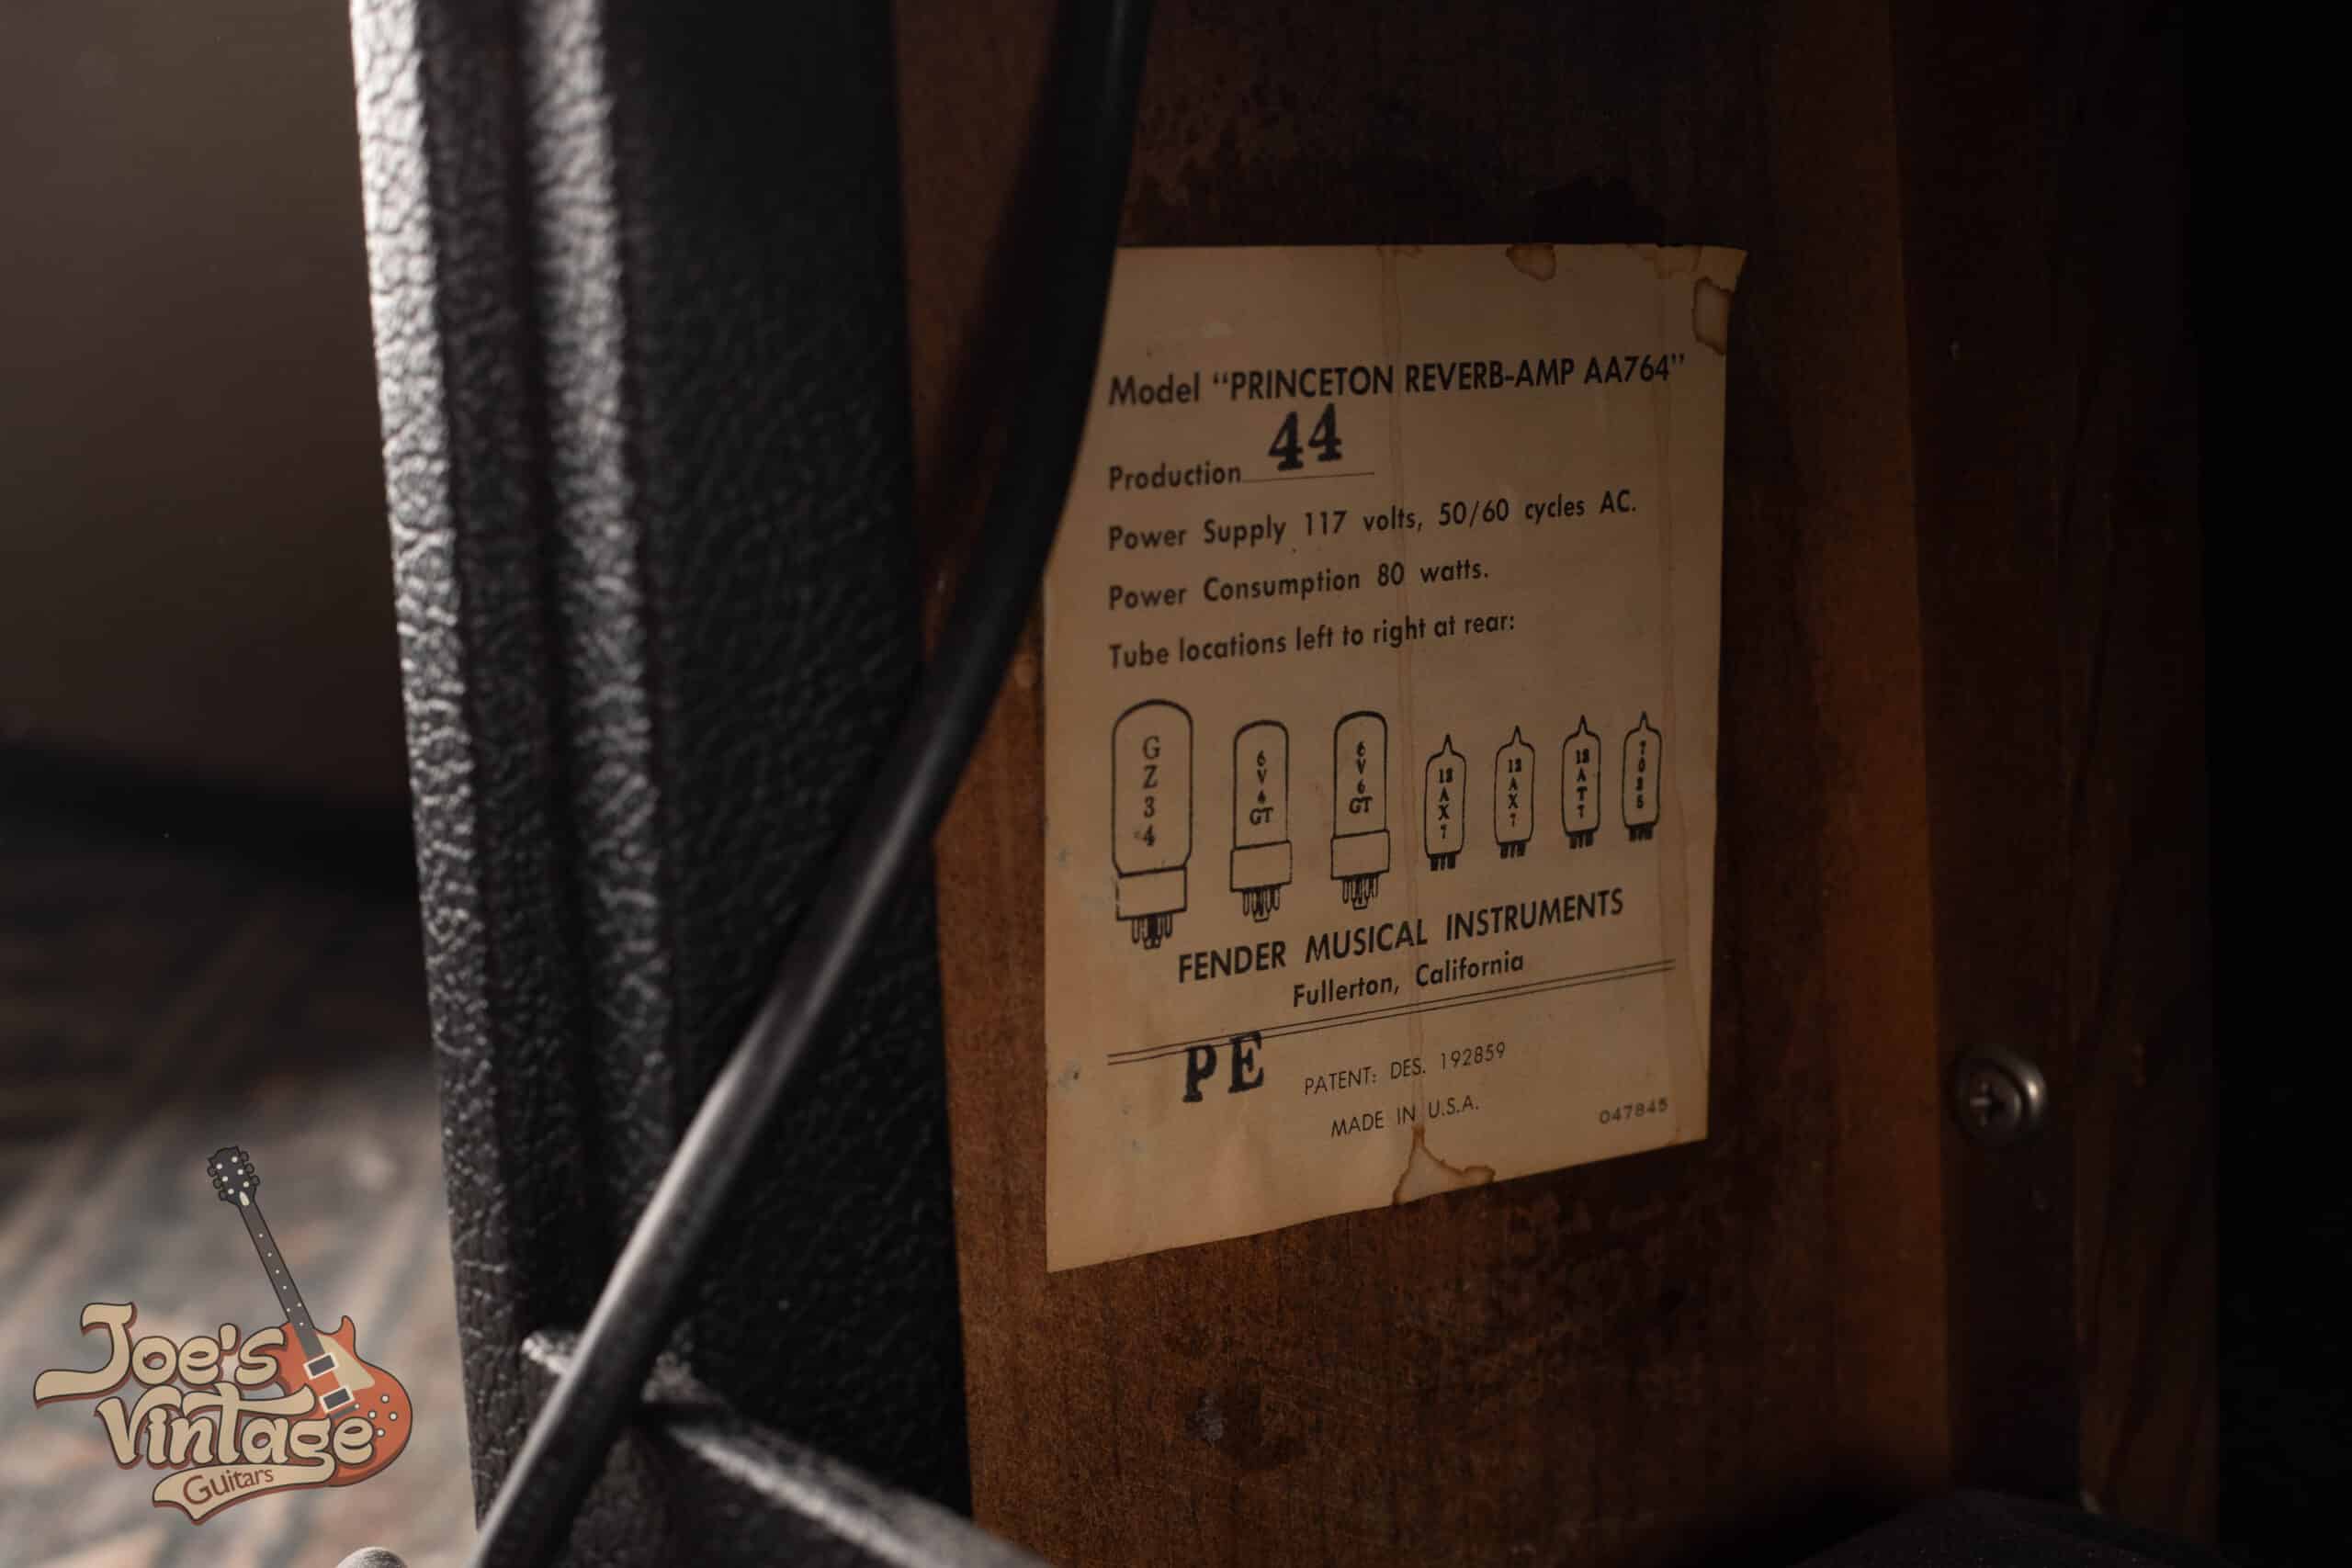 Model “PRINCETON REVERB-AMP AA764”
Production 44
Power Supply 117 volts, 50/60 cycles AC.
Power Consumption 80 watts.
Tube locations left to right at rear:
GZ34 6V6GT 6V6GT 12AX7 12AX7 12AT7 7025
FENDER MUSICAL INSTRUMENTS
Fullerton, California
PE PATENT: DES. 192859
MADE IN U.S.A. 047845
Joe's
Vintage
Guitars